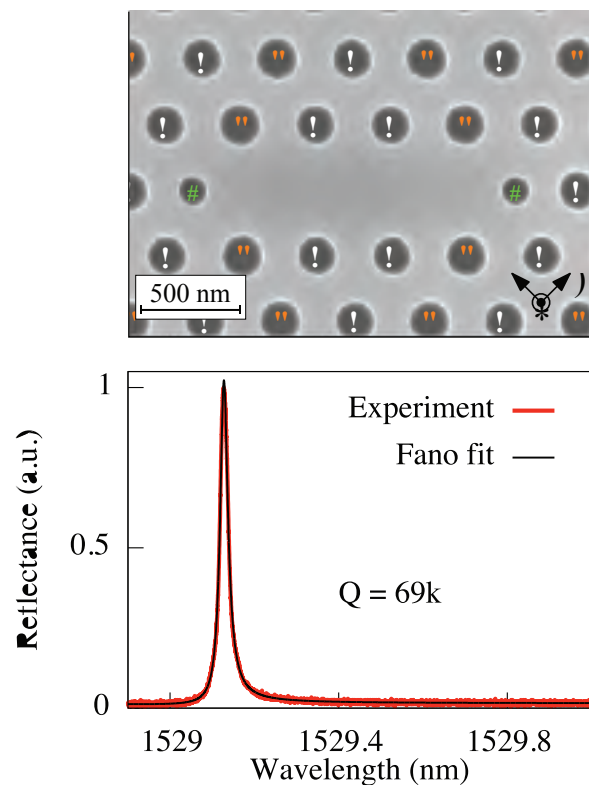 " ! " ! " "
! " ! ! " !
# # !
! " ! ! " !
500 nm
)
*
" ! " ! " ! "
1
Experiment
Fano fit
Reflectance (a.u.)
0.5
Q = 69k
0
1529 1529.4 1529.8
Wavelength (nm)